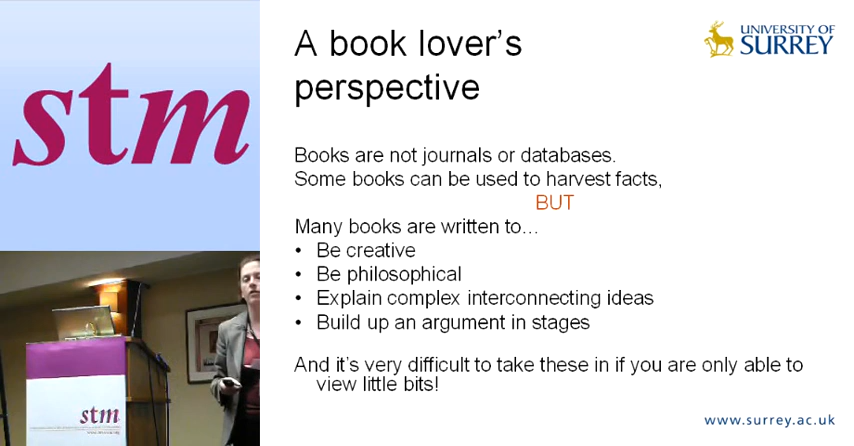 stm
A book lover's
perspective
UNIVERSITY OF
SURREY
Books are not journals or databases.
Some books can be used to harvest facts,
BUT
Many books are written to...
• Be creative
• Be philosophical
• Explain complex interconnecting ideas
• Build up an argument in stages
And it's very difficult to take these in if you are only able to
view little bits!
stm
www.surrey.ac.uk